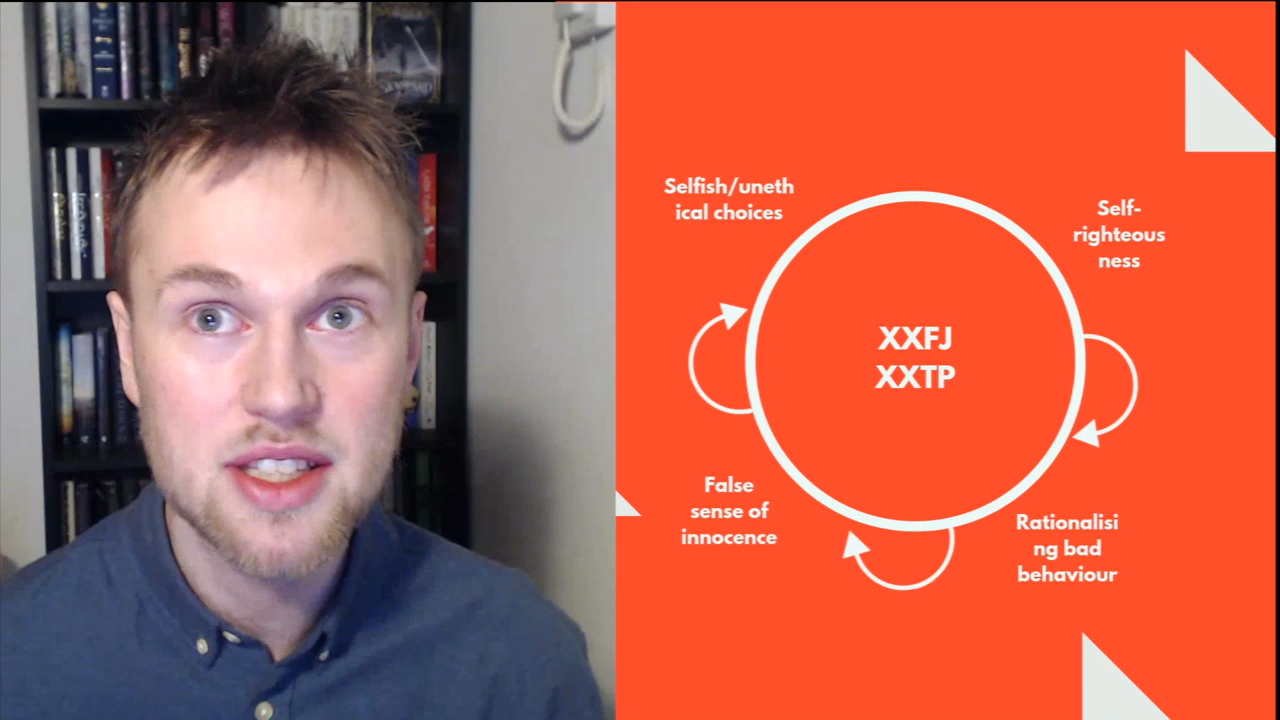 Selfish/uneth
ical choices
Self-
righteous
ness
XXFJ
XXTP
False
sense of
innocence
Rationalisi
ng bad
behaviour